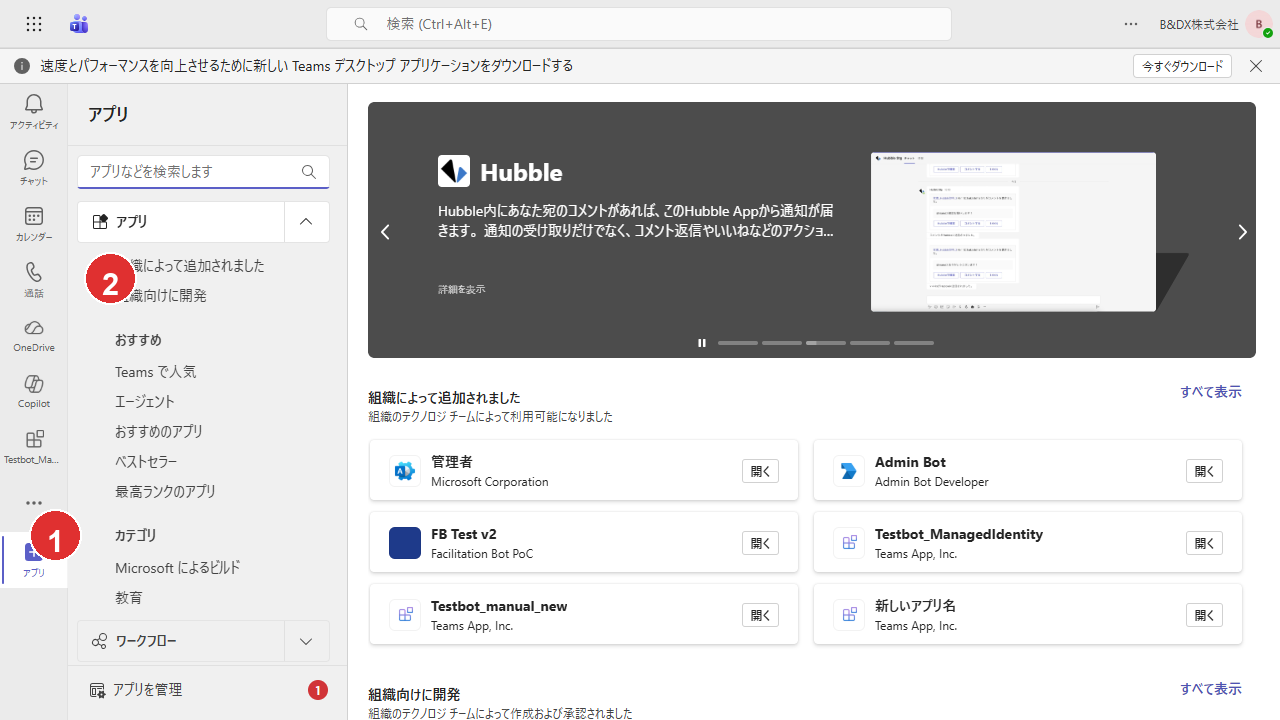 検索 (Ctrl+Alt+E)
B&DX株式会社
B
速度とパフォーマンスを向上させるために新しい Teams デスクトップ アプリケーションをダウンロードする
今すぐダウンロード
アクティビティ
チャット
カレンダー
通話
OneDrive
Copilot
Testbot_Ma...
1
アプリ
アプリ
アプリなどを検索します
アプリ
2
織によって追加されました
組織向けに開発
おすすめ
Teams で人気
エージェント
おすすめのアプリ
ベストセラー
最高ランクのアプリ
カテゴリ
Microsoft によるビルド
教育
ワークフロー
アプリを管理
1
Hubble
Hubble内にあなた宛のコメントがあれば、このHubble Appから通知が届
きます。 通知の受け取りだけでなく、コメント返信やいいねなどのアクショ...
詳細を表示
組織によって追加されました
すべて表示
組織のテクノロジ チームによって利用可能になりました
管理者
Microsoft Corporation
開く
Admin Bot
Admin Bot Developer
開く
FB Test v2
Facilitation Bot PoC
開く
Testbot_ManagedIdentity
Teams App, Inc.
開く
Testbot_manual_new
Teams App, Inc.
開く
新しいアプリ名
Teams App, Inc.
開く
組織向けに開発
すべて表示
組織のテクノロジ チームによって作成および承認されました